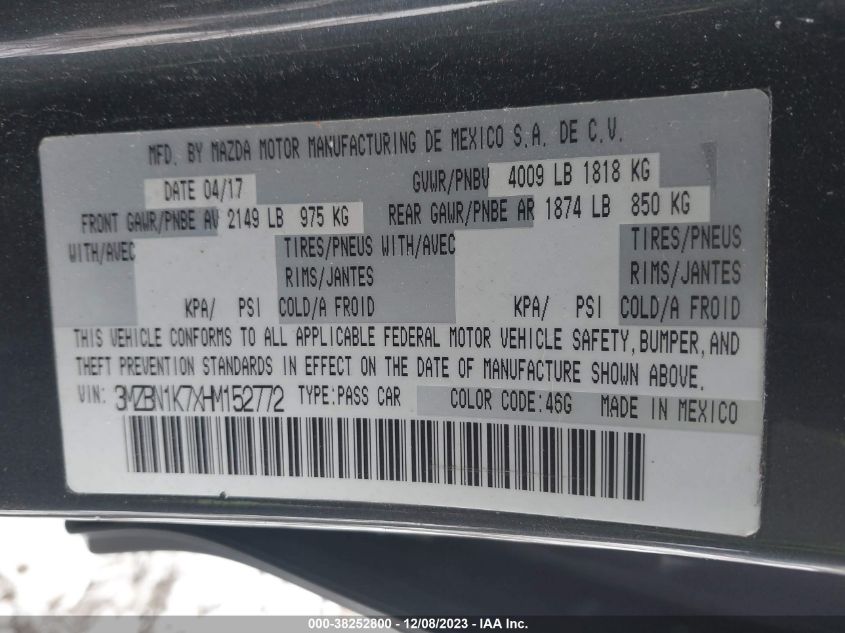 MFD. BY MAZDA MOTOR MANUFACTURING DE MEXICO S.A. DE C.V.
DATE 04/17 GVWR/PNBV 4009 LB 1818 KG
FRONT GAWR/PNBE AV 2149 LB 975 KG REAR GAWR/PNBE AR 1874 LB 850 KG
WITH/AVEC TIRES/PNEUS WITH/AVEC TIRES/PNEUS
RIMS/JANTES RIMS/JANTES
KPA/ PSI COLD/A FROID KPA/ PSI COLD/A FROID
THIS VEHICLE CONFORMS TO ALL APPLICABLE FEDERAL MOTOR VEHICLE SAFETY, BUMPER, AND
THEFT PREVENTION STANDARDS IN EFFECT ON THE DATE OF MANUFACTURE SHOWN ABOVE.
VIN: 3MZBN1K7XHM152772 TYPE:PASS CAR COLOR CODE:46G MADE IN MEXICO
000-38252800 - 12/08/2023 - IAA Inc.